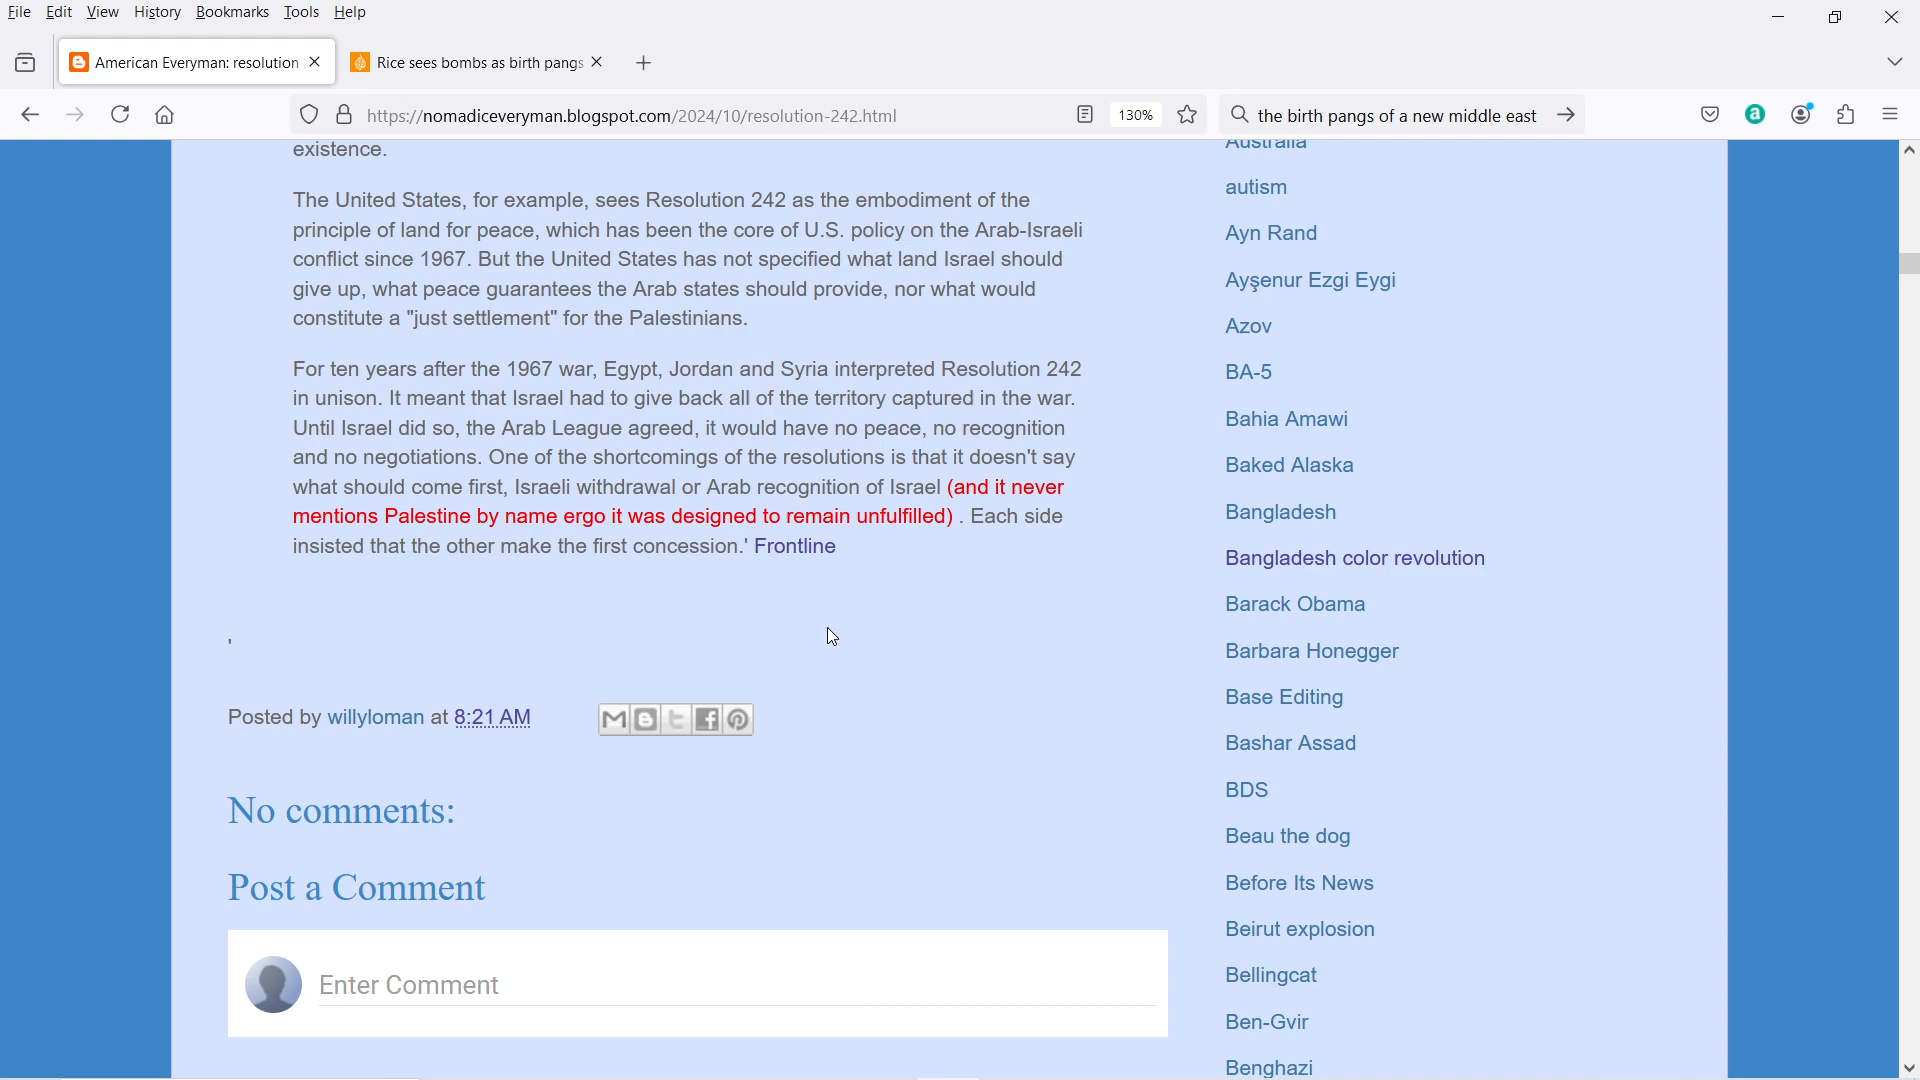 File Edit View History Bookmarks Tools Help
American Everyman: resolution
Rice sees bombs as birth pangs
https://nomadiceveryman.blogspot.com/2024/10/resolution-242.html
130%
the birth pangs of a new middle east
existence.
The United States, for example, sees Resolution 242 as the embodiment of the
principle of land for peace, which has been the core of U.S. policy on the Arab-Israeli
conflict since 1967. But the United States has not specified what land Israel should
give up, what peace guarantees the Arab states should provide, nor what would
constitute a "just settlement" for the Palestinians.
For ten years after the 1967 war, Egypt, Jordan and Syria interpreted Resolution 242
in unison. It meant that Israel had to give back all of the territory captured in the war.
Until Israel did so, the Arab League agreed, it would have no peace, no recognition
and no negotiations. One of the shortcomings of the resolutions is that it doesn't say
what should come first, Israeli withdrawal or Arab recognition of Israel (and it never
mentions Palestine by name ergo it was designed to remain unfulfilled) . Each side
insisted that the other make the first concession.' Frontline
'
Posted by willyloman at 8:21 AM
No comments:
Post a Comment
Enter Comment
Australia
autism
Ayn Rand
Ayşenur Ezgi Eygi
Azov
BA-5
Bahia Amawi
Baked Alaska
Bangladesh
Bangladesh color revolution
Barack Obama
Barbara Honegger
Base Editing
Bashar Assad
BDS
Beau the dog
Before Its News
Beirut explosion
Bellingcat
Ben-Gvir
Benghazi